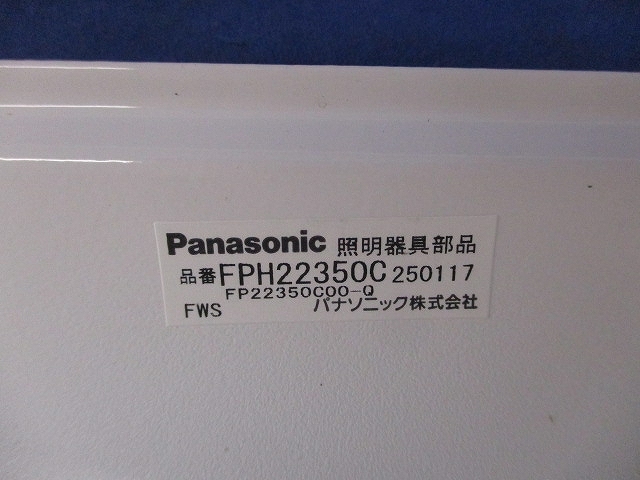 Panasonic 照明器具部品
品番 FPH22350C 250117
FP22350C00-Q
FWS パナソニック株式会社